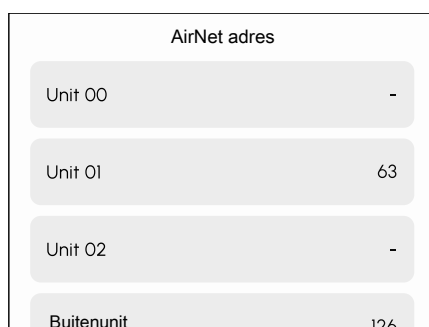 AirNet adres
Unit 00 -
Unit 01 63
Unit 02 -
Buitenunit 126